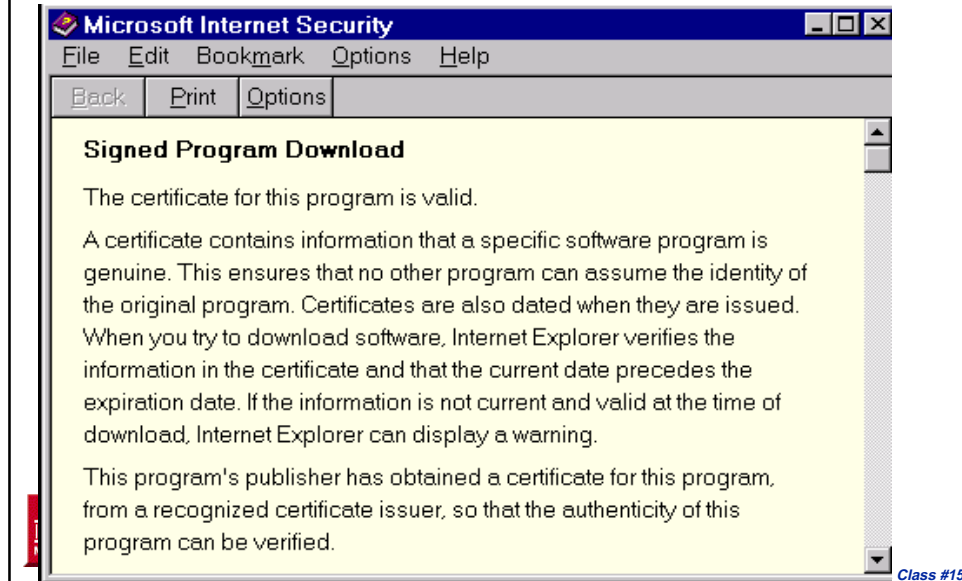 Microsoft Internet Security
File Edit Bookmark Options Help
Back Print Options
Signed Program Download
The certificate for this program is valid.
A certificate contains information that a specific software program is
genuine. This ensures that no other program can assume the identity of
the original program. Certificates are also dated when they are issued.
When you try to download software, Internet Explorer verifies the
information in the certificate and that the current date precedes the
expiration date. If the information is not current and valid at the time of
download, Internet Explorer can display a warning.
This program's publisher has obtained a certificate for this program,
from a recognized certificate issuer, so that the authenticity of this
program can be verified.
Class #15